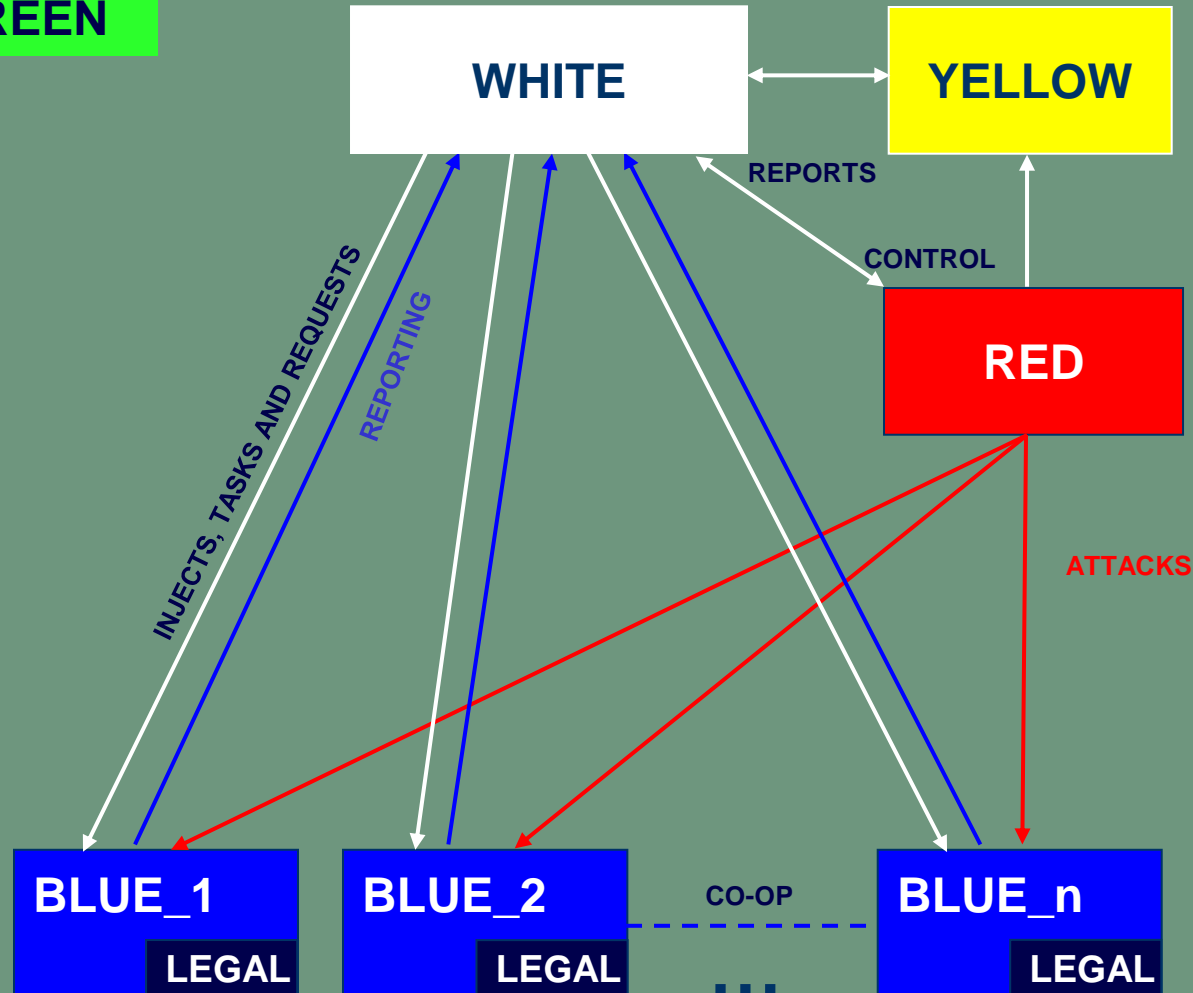 REEN
WHITE
YELLOW
REPORTS
CONTROL
INJECTS, TASKS AND REQUESTS
REPORTING
RED
ATTACKS
BLUE_1
BLUE_2
CO-OP
BLUE_n
LEGAL
LEGAL
LEGAL